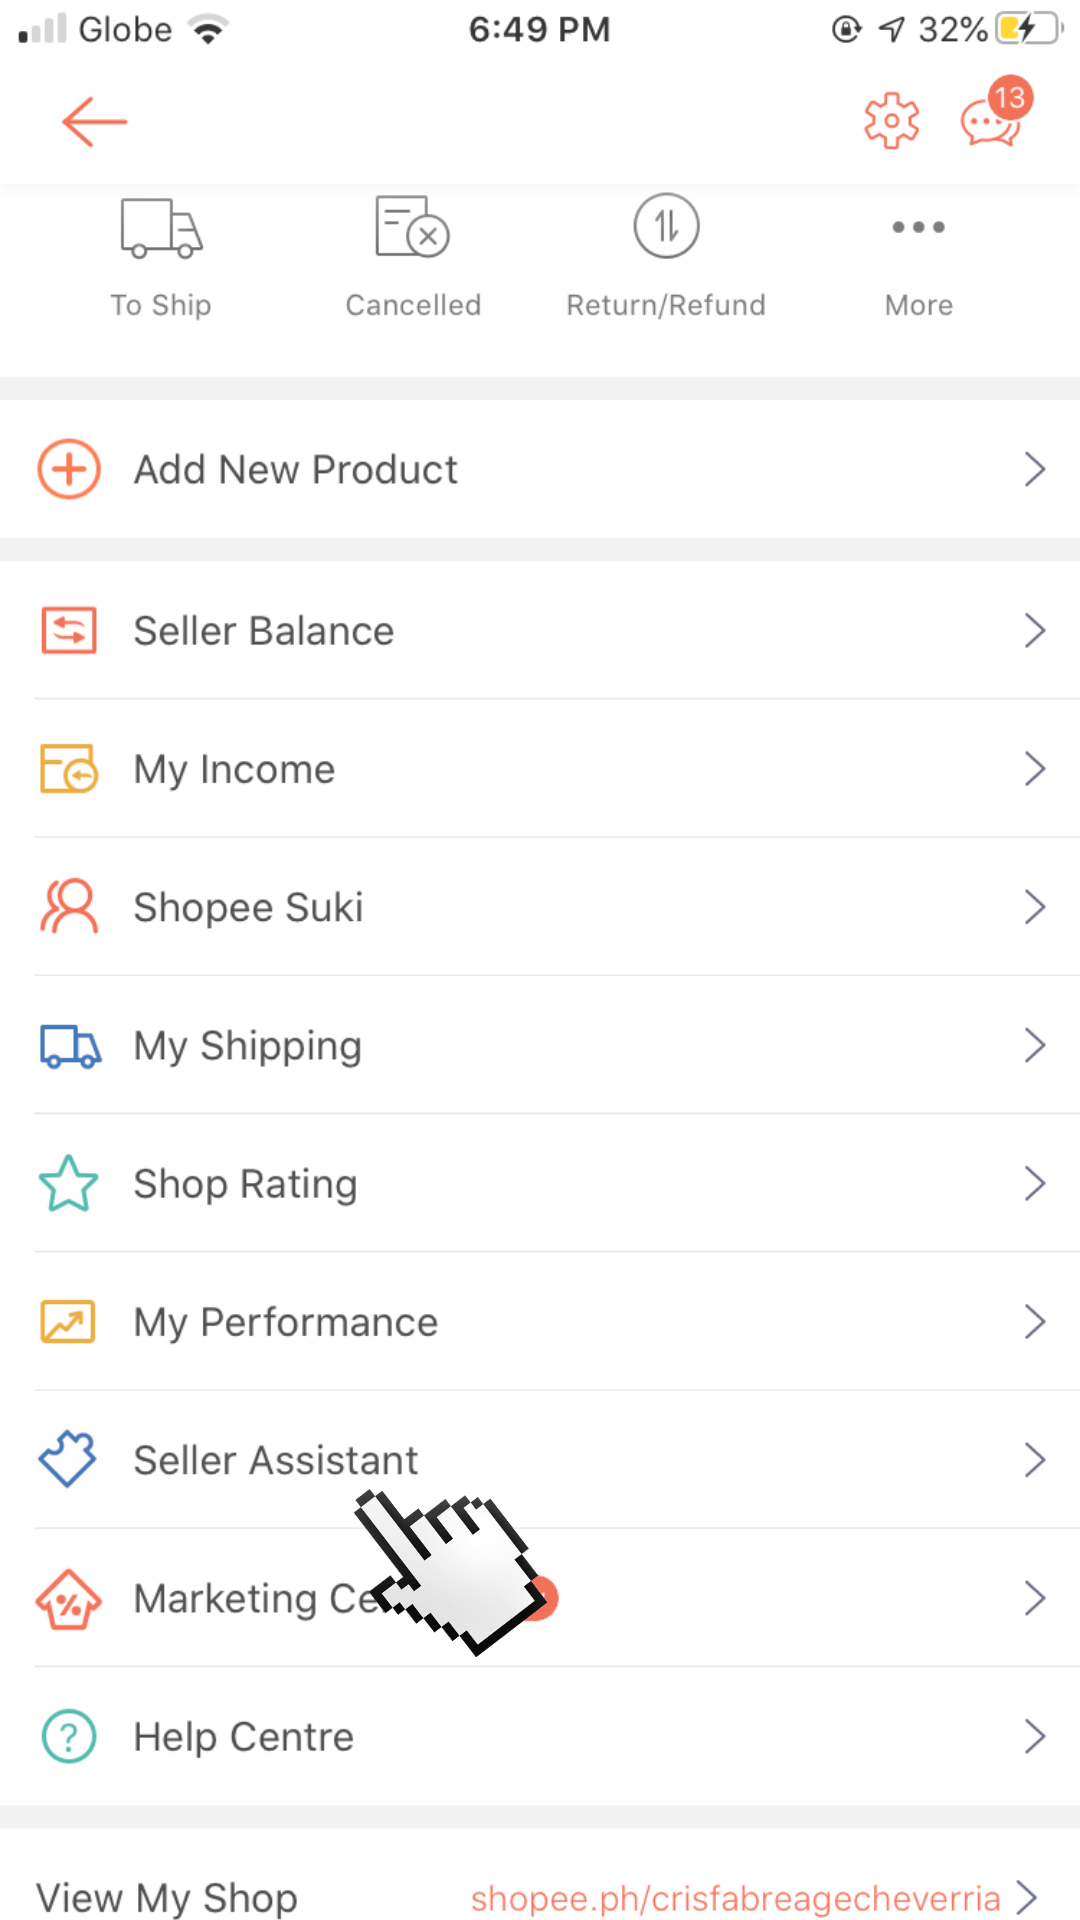 Globe 6:49 PM 32%
13
To Ship Cancelled Return/Refund More
Add New Product
Seller Balance
My Income
Shopee Suki
My Shipping
Shop Rating
My Performance
Seller Assistant
Marketing
Help Centre
View My Shop shopee.ph/crisfabreagecheverria